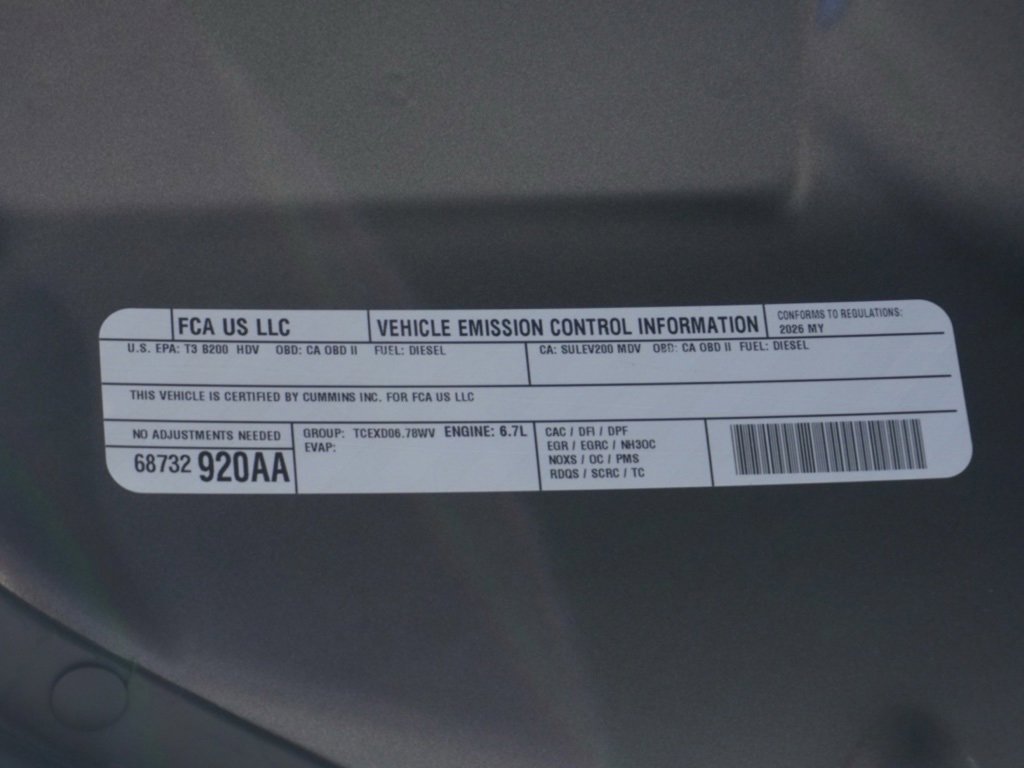 FCA US LLC
VEHICLE EMISSION CONTROL INFORMATION
CONFORMS TO REGULATIONS:
2026 MY
U.S. EPA: T3 B200 HDV OBD: CA OBD II FUEL: DIESEL
CA: SULEV200 MDV OBD: CA OBD II FUEL: DIESEL
THIS VEHICLE IS CERTIFIED BY CUMMINS INC. FOR FCA US LLC
NO ADJUSTMENTS NEEDED
68732 920AA
GROUP: TCEXD06.78WV ENGINE: 6.7L
EVAP:
CAC / DFI / DPF
EGR / EGRC / NH3OC
NOXS / OC / PMS
RDQS / SCRC / TC